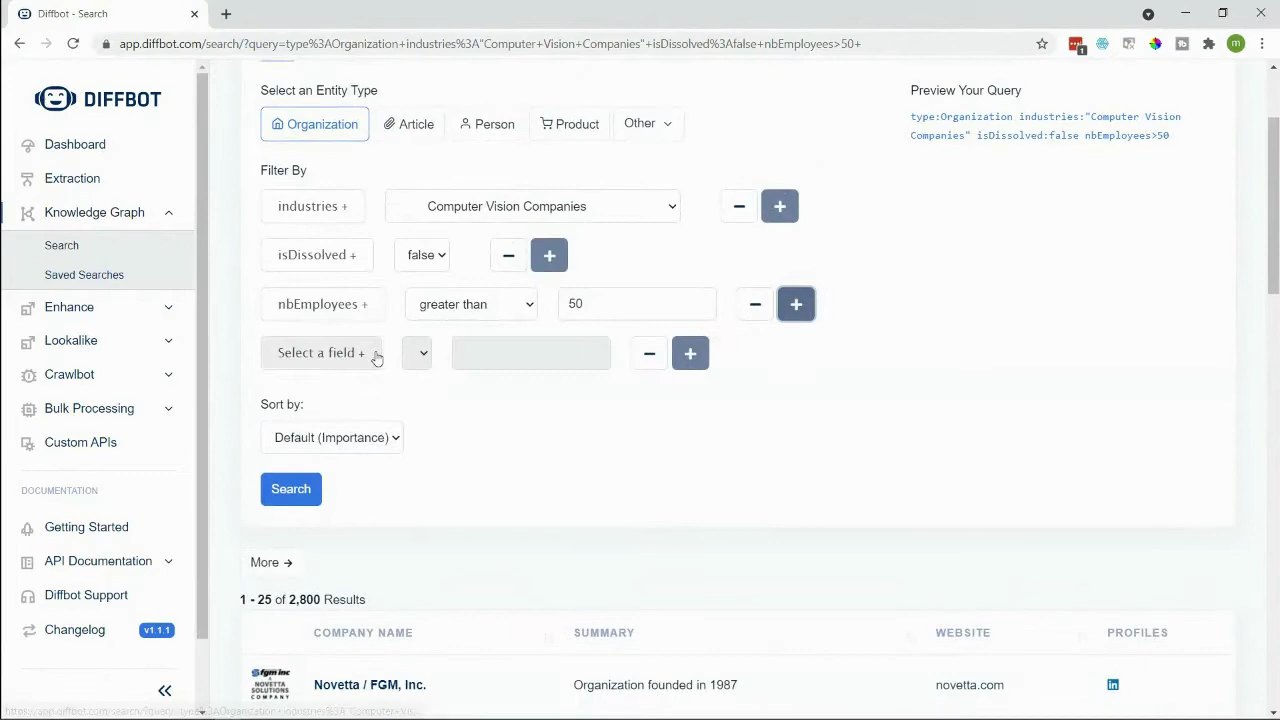 Diffbot - Search
app.diffbot.com/search/?query=type%3AOrganization+industries%3A"Computer+Vision+Companies"+isDissolved%3Afalse+nbEmployees>50+
1
m
DIFFBOT
Dashboard
Extraction
Knowledge Graph
Search
Saved Searches
Enhance
Lookalike
Crawlbot
Bulk Processing
Custom APIs
DOCUMENTATION
Getting Started
API Documentation
Diffbot Support
Changelog v1.1.1
Select an Entity Type
Organization Article Person Product Other
Filter By
industries + Computer Vision Companies
isDissolved + false
nbEmployees + greater than 50
Select a field +
Sort by:
Default (Importance)
Search
Preview Your Query
type:Organization industries:"Computer Vision
Companies" isDissolved:false nbEmployees>50
More →
1 - 25 of 2,800 Results
COMPANY NAME SUMMARY WEBSITE PROFILES
fgm inc
NOVETTA
SOLUTIONS
COMPANY
Novetta / FGM, Inc. Organization founded in 1987 novetta.com